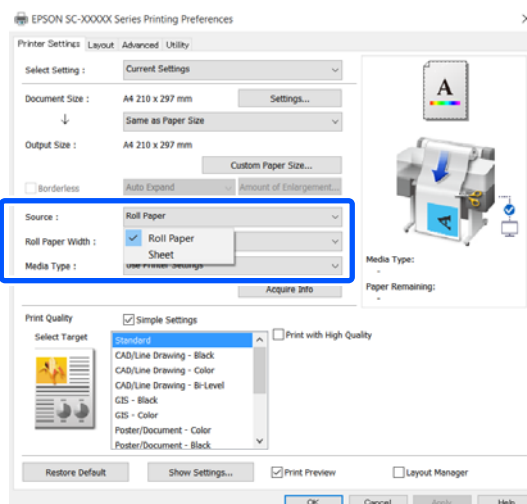 EPSON SC-XXXXX Series Printing Preferences
Printer Settings Layout Advanced Utility
Select Setting : Current Settings
Document Size : A4 210 x 297 mm Settings...
Same as Paper Size
Output Size : A4 210 x 297 mm
Custom Paper Size...
Borderless Auto Expand Amount of Enlargement...
Source : Roll Paper
Roll Paper Width : Roll Paper
Sheet
Media Type : Use Printer Settings
Acquire Info
A
Media Type:
-
Paper Remaining:
-
Print Quality Simple Settings
Select Target Standard
CAD/Line Drawing - Black
CAD/Line Drawing - Color
CAD/Line Drawing - Bi-Level
GIS - Black
GIS - Color
Poster/Document - Color
Poster/Document - Black
Print with High Quality
Restore Default Show Settings... Print Preview Layout Manager
OK Cancel Apply Help